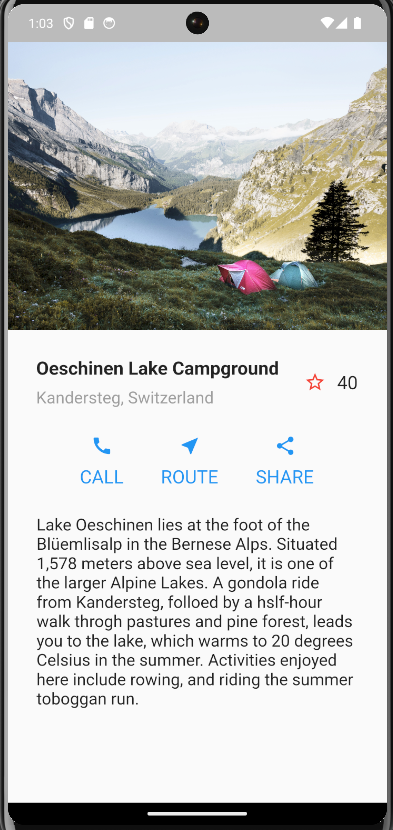 1:03
Oeschinen Lake Campground
Kandersteg, Switzerland
40
CALL ROUTE SHARE
Lake Oeschinen lies at the foot of the
Blüemlisalp in the Bernese Alps. Situated
1,578 meters above sea level, it is one of
the larger Alpine Lakes. A gondola ride
from Kandersteg, folloed by a hslf-hour
walk throgh pastures and pine forest, leads
you to the lake, which warms to 20 degrees
Celsius in the summer. Activities enjoyed
here include rowing, and riding the summer
toboggan run.